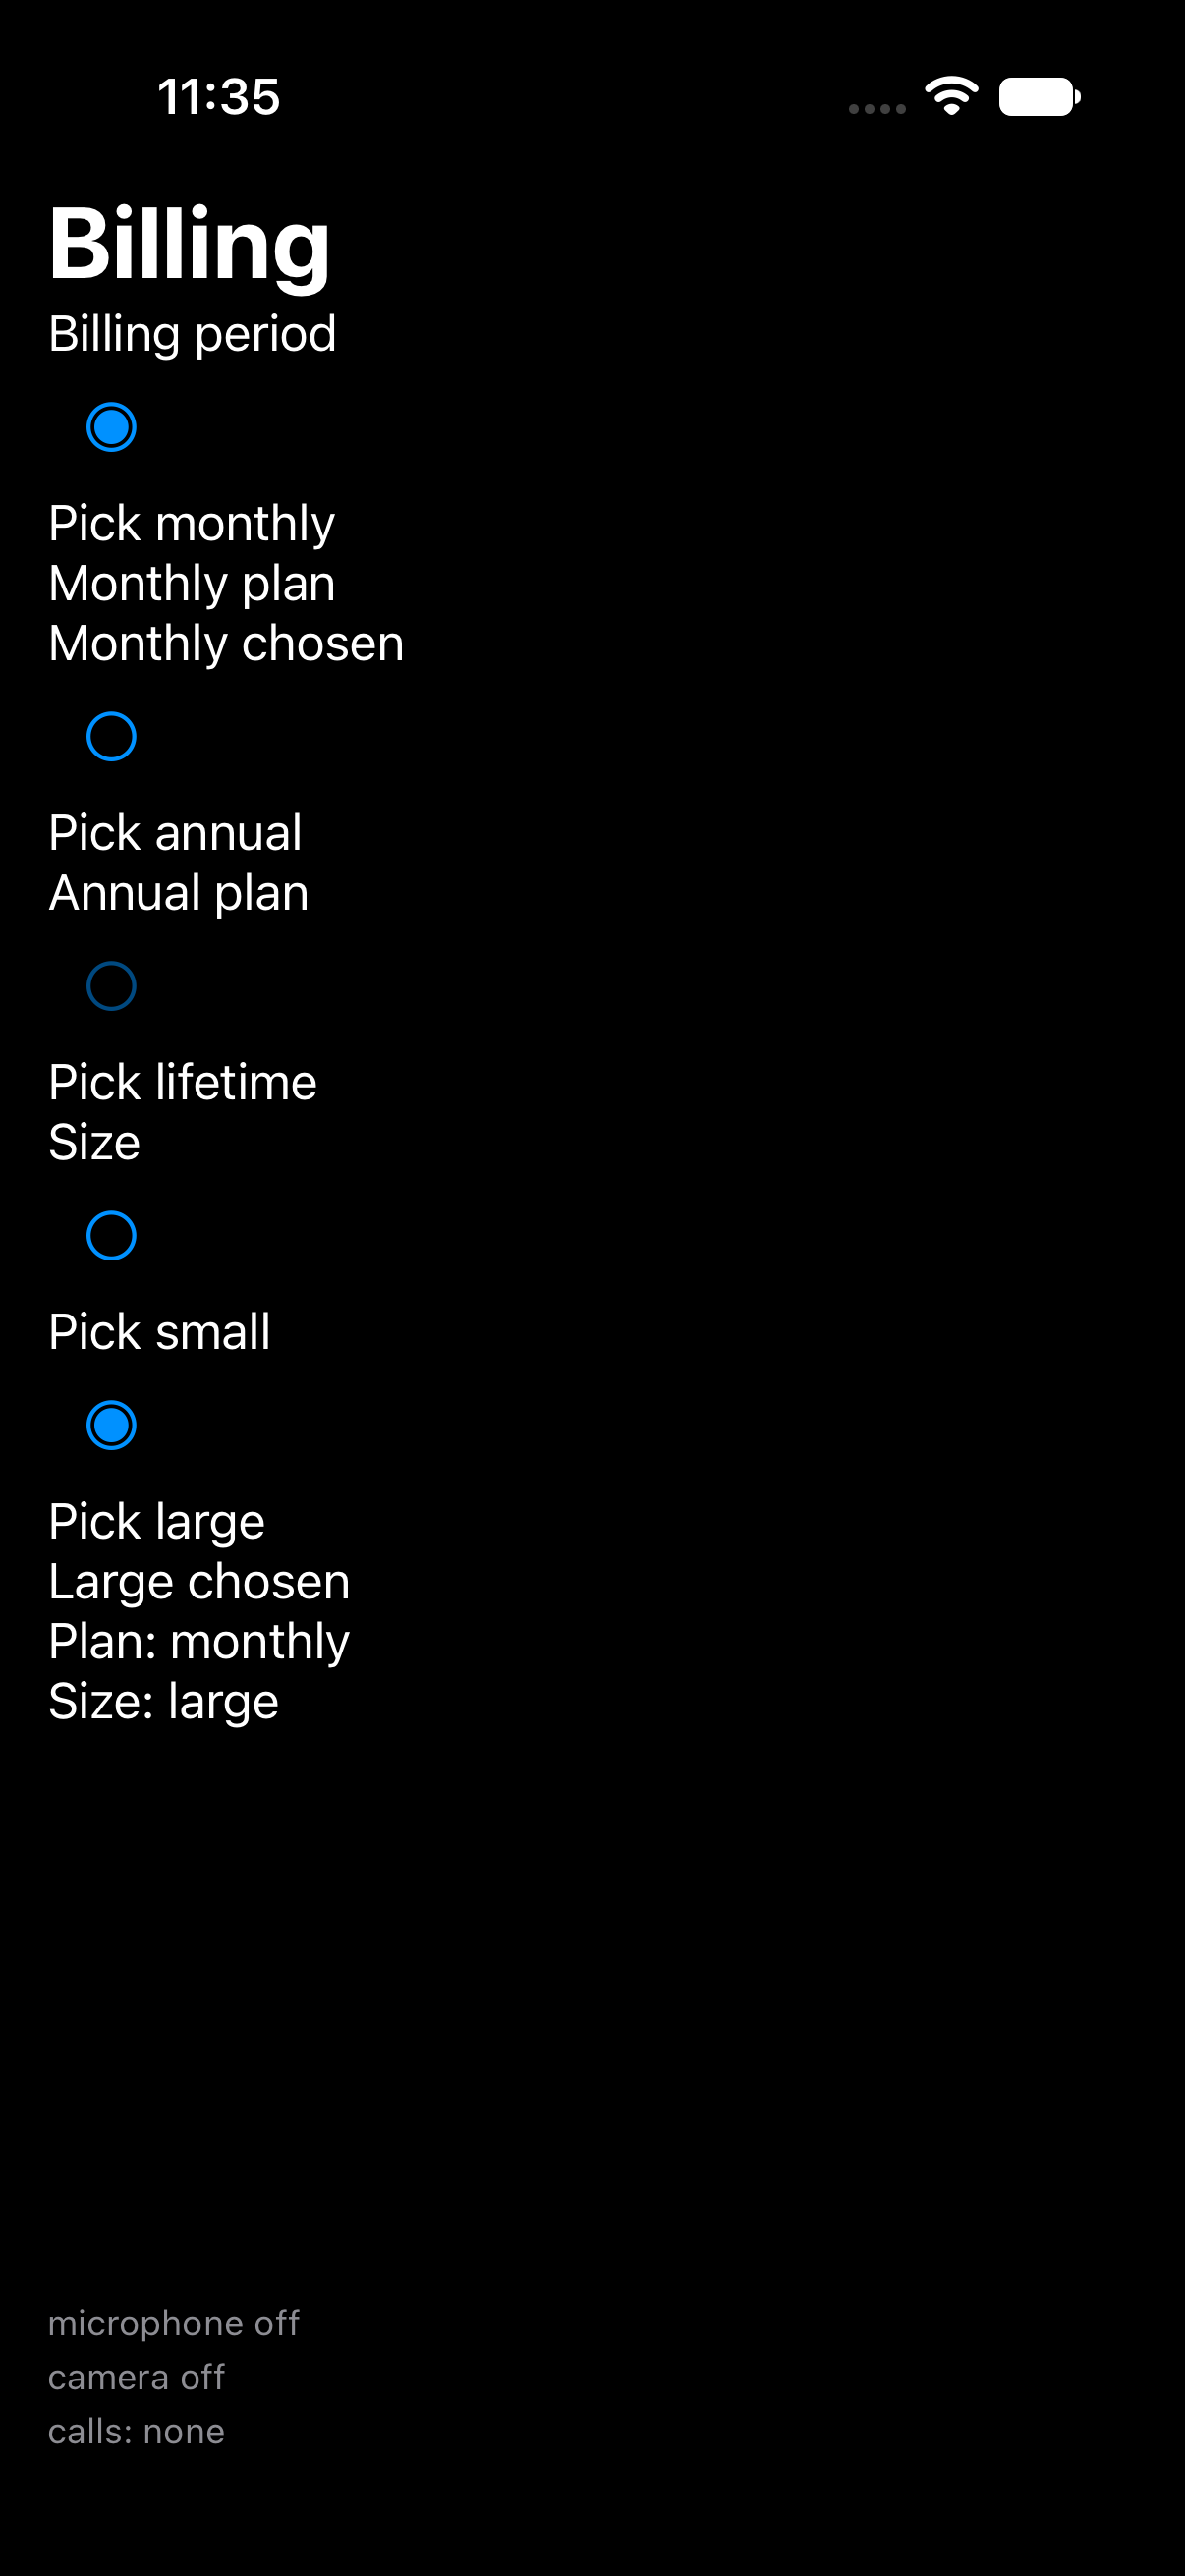 11:35
Billing
Billing period
Pick monthly
Monthly plan
Monthly chosen
Pick annual
Annual plan
Pick lifetime
Size
Pick small
Pick large
Large chosen
Plan: monthly
Size: large
microphone off
camera off
calls: none